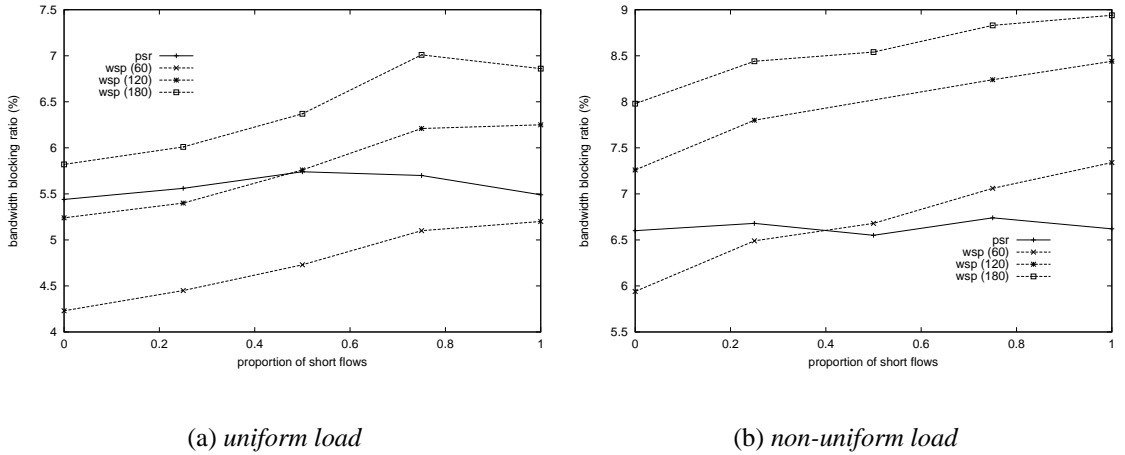 7.5
7
6.5
6
5.5
5
4.5
4
bandwidth blocking ratio (%)
psr
wsp (60)
wsp (120)
wsp (180)
0
0.2
0.4
0.6
0.8
1
proportion of short flows
(a) uniform load
9
8.5
8
7.5
7
6.5
6
5.5
bandwidth blocking ratio (%)
psr
wsp (60)
wsp (120)
wsp (180)
0
0.2
0.4
0.6
0.8
1
proportion of short flows
(b) non-uniform load